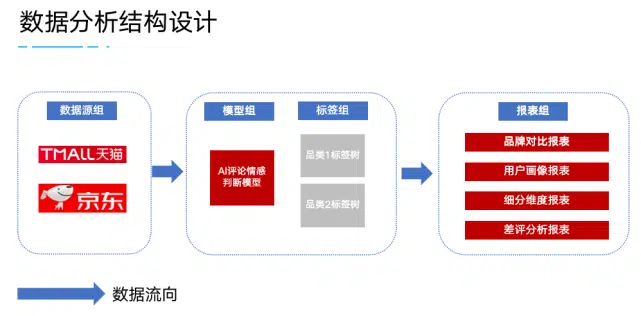 数据分析结构设计
数据源组
TMALL天猫
京东
模型组
AI评论情感
判断模型
标签组
品类1标签树
品类2标签树
报表组
品牌对比报表
用户画像报表
细分维度报表
差评分析报表
数据流向